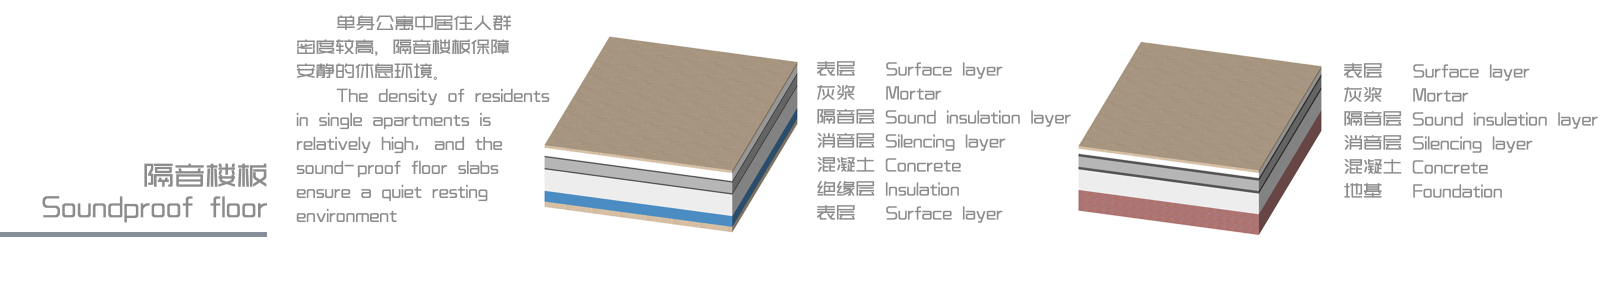 隔音楼板
Soundproof floor
单身公寓中居住人群
密度较高，隔音楼板保障
安静的休息环境。
The density of residents
in single apartments is
relatively high, and the
sound-proof floor slabs
ensure a quiet resting
environment
表层 Surface layer
灰浆 Mortar
隔音层 Sound insulation layer
消音层 Silencing layer
混凝土 Concrete
绝缘层 Insulation
表层 Surface layer
表层 Surface layer
灰浆 Mortar
隔音层 Sound insulation layer
消音层 Silencing layer
混凝土 Concrete
地基 Foundation